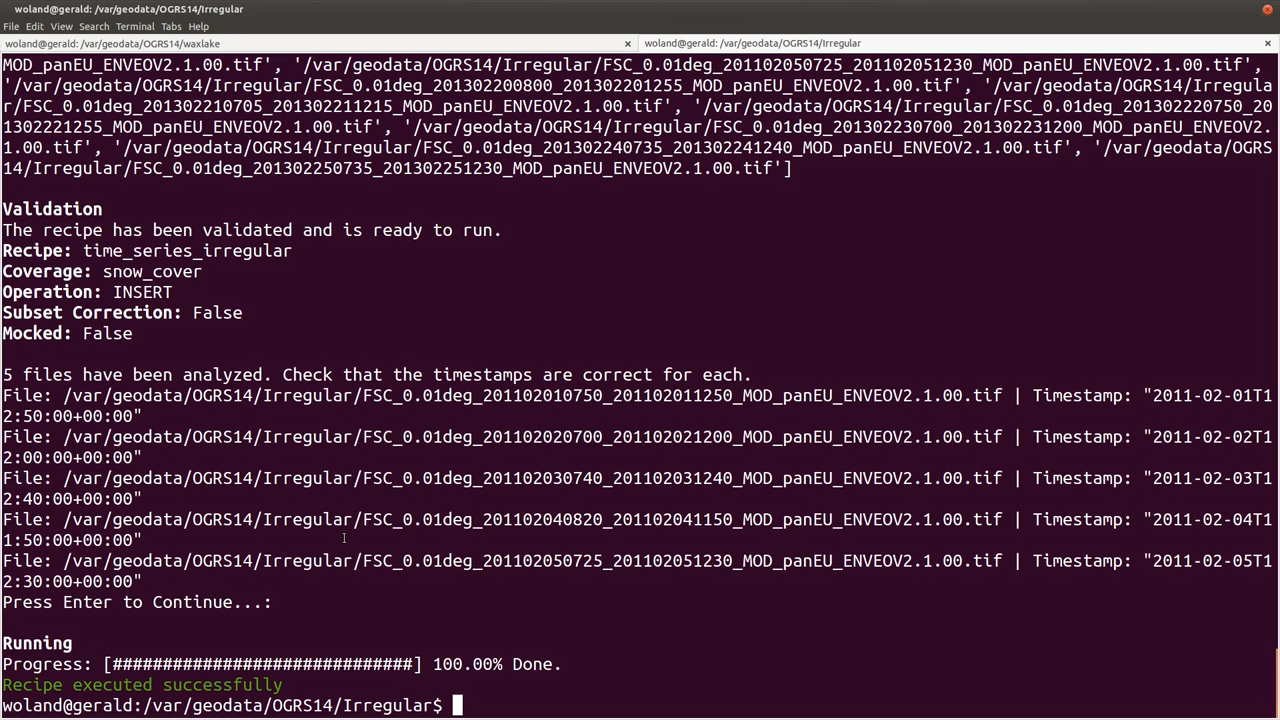 woland@gerald: /var/geodata/OGRS14/Irregular
File Edit View Search Terminal Tabs Help
woland@gerald: /var/geodata/OGRS14/waxlake × woland@gerald: /var/geodata/OGRS14/Irregular ×
MOD_panEU_ENVEOV2.1.00.tif', '/var/geodata/OGRS14/Irregular/FSC_0.01deg_201102050725_201102051230_MOD_panEU_ENVEOV2.1.00.tif',
'/var/geodata/OGRS14/Irregular/FSC_0.01deg_201302200800_201302201255_MOD_panEU_ENVEOV2.1.00.tif', '/var/geodata/OGRS14/Irregula
r/FSC_0.01deg_201302210705_201302211215_MOD_panEU_ENVEOV2.1.00.tif', '/var/geodata/OGRS14/Irregular/FSC_0.01deg_201302220750_20
1302221255_MOD_panEU_ENVEOV2.1.00.tif', '/var/geodata/OGRS14/Irregular/FSC_0.01deg_201302230700_201302231200_MOD_panEU_ENVEOV2.
1.00.tif', '/var/geodata/OGRS14/Irregular/FSC_0.01deg_201302240735_201302241240_MOD_panEU_ENVEOV2.1.00.tif', '/var/geodata/OGRS
14/Irregular/FSC_0.01deg_201302250735_201302251230_MOD_panEU_ENVEOV2.1.00.tif']
Validation
The recipe has been validated and is ready to run.
Recipe: time_series_irregular
Coverage: snow_cover
Operation: INSERT
Subset Correction: False
Mocked: False
5 files have been analyzed. Check that the timestamps are correct for each.
File: /var/geodata/OGRS14/Irregular/FSC_0.01deg_201102010750_201102011250_MOD_panEU_ENVEOV2.1.00.tif | Timestamp: "2011-02-01T1
2:50:00+00:00"
File: /var/geodata/OGRS14/Irregular/FSC_0.01deg_201102020700_201102021200_MOD_panEU_ENVEOV2.1.00.tif | Timestamp: "2011-02-02T1
2:00:00+00:00"
File: /var/geodata/OGRS14/Irregular/FSC_0.01deg_201102030740_201102031240_MOD_panEU_ENVEOV2.1.00.tif | Timestamp: "2011-02-03T1
2:40:00+00:00"
File: /var/geodata/OGRS14/Irregular/FSC_0.01deg_201102040820_201102041150_MOD_panEU_ENVEOV2.1.00.tif | Timestamp: "2011-02-04T1
1:50:00+00:00"
File: /var/geodata/OGRS14/Irregular/FSC_0.01deg_201102050725_201102051230_MOD_panEU_ENVEOV2.1.00.tif | Timestamp: "2011-02-05T1
2:30:00+00:00"
Press Enter to Continue...:
Running
Progress: [##############################] 100.00% Done.
Recipe executed successfully
woland@gerald:/var/geodata/OGRS14/Irregular$